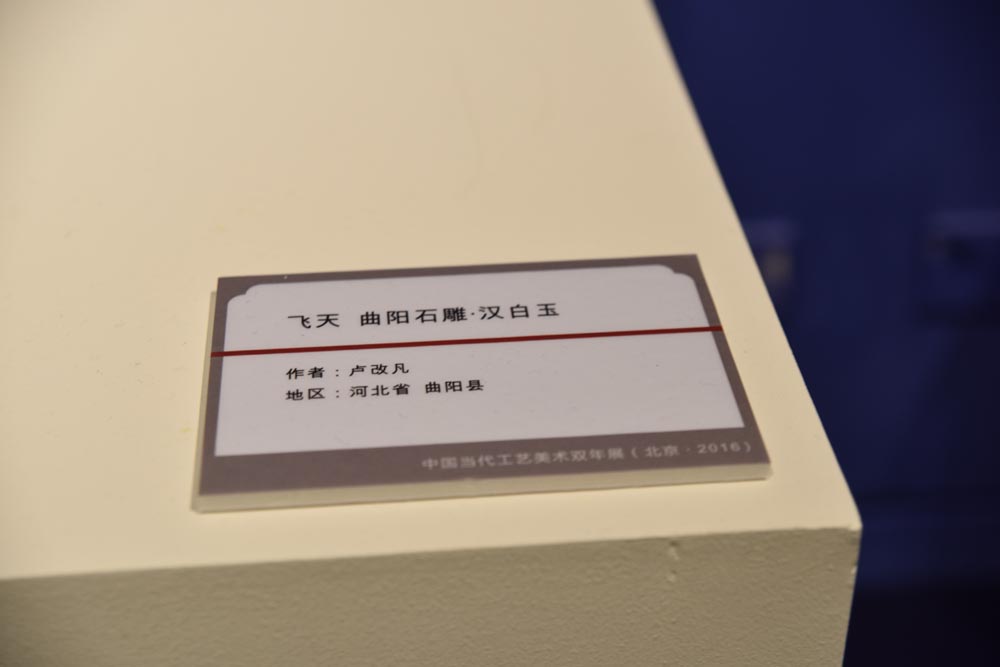 飞天 曲阳石雕·汉白玉
作者：卢改凡
地区：河北省 曲阳县
中国当代工艺美术双年展（北京·2016）